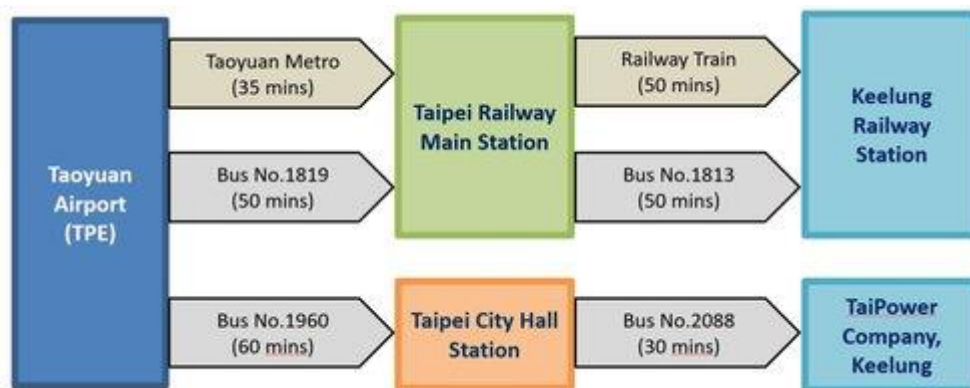 Taoyuan
Airport
(TPE)
Taoyuan Metro
(35 mins)
Bus No.1819
(50 mins)
Bus No.1960
(60 mins)
Taipei Railway
Main Station
Taipei City Hall
Station
Railway Train
(50 mins)
Bus No.1813
(50 mins)
Bus No.2088
(30 mins)
Keelung
Railway
Station
TaiPower
Company,
Keelung